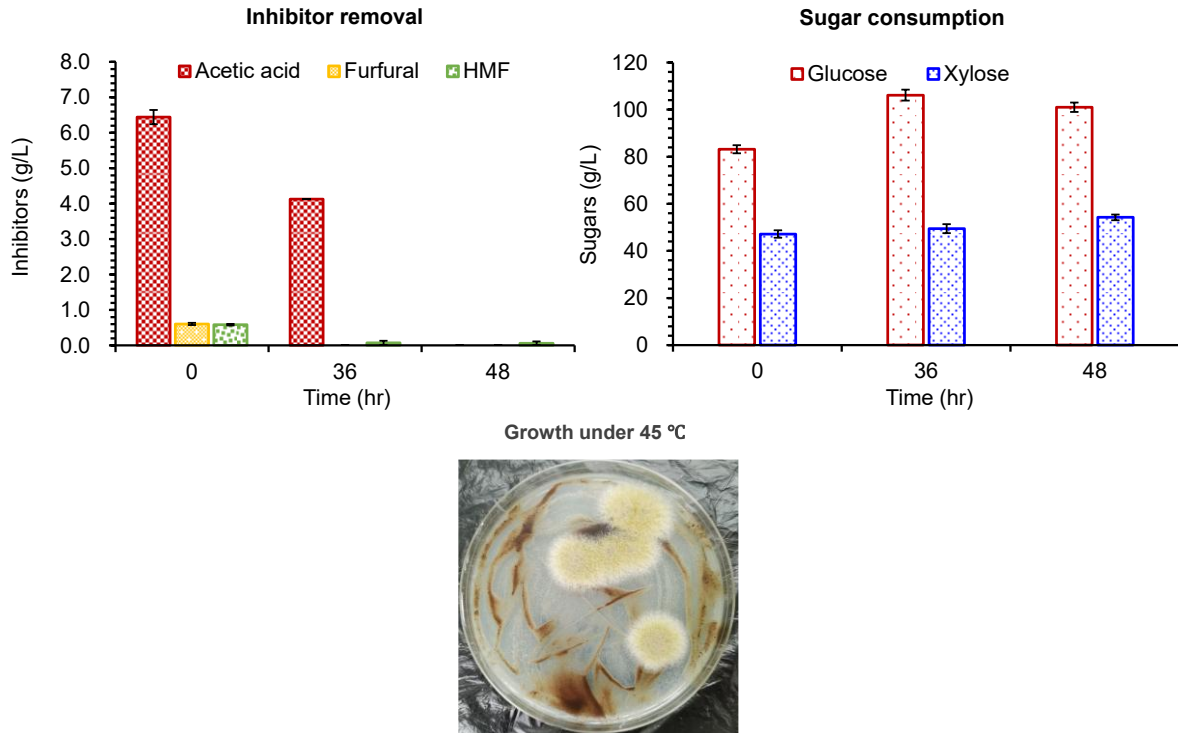 Inhibitor removal
8.0
7.0
6.0
5.0
4.0
3.0
2.0
1.0
0.0
Inhibitors (g/L)
Acetic acid Furfural HMF
0 36 48
Time (hr)
Sugar consumption
120
100
80
60
40
20
0
Sugars (g/L)
Glucose Xylose
0 36 48
Time (hr)
Growth under 45 ℃